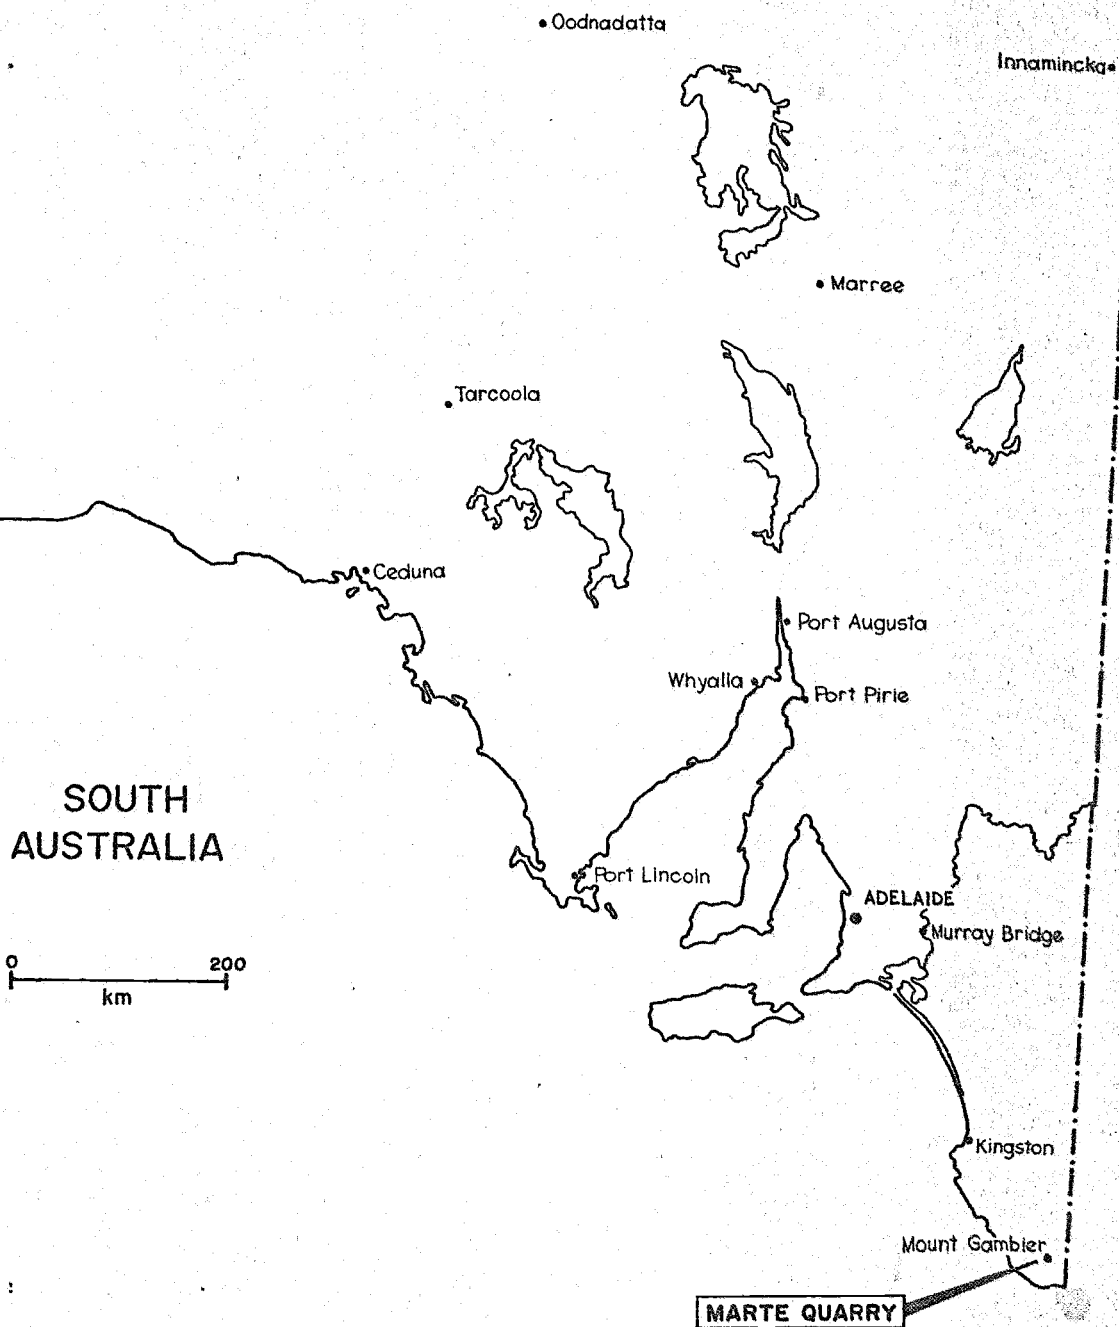 Oodnadatta
Innamincka
Marree
Tarcoola
Ceduna
Port Augusta
Whyalla
Port Pirie
SOUTH
AUSTRALIA
Port Lincoln
ADELAIDE
Murray Bridge
0 200
km
Kingston
Mount Gambier
MARTE QUARRY